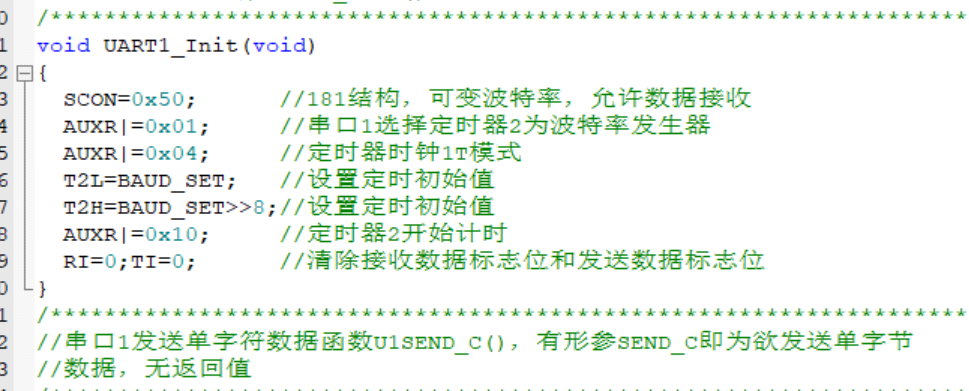 /*********************************************************************
void UART1_Init(void)
{
SCON=0x50; //181结构，可变波特率，允许数据接收
AUXR|=0x01; //串口1选择定时器2为波特率发生器
AUXR|=0x04; //定时器时钟1T模式
T2L=BAUD_SET; //设置定时初始值
T2H=BAUD_SET>>8;//设置定时初始值
AUXR|=0x10; //定时器2开始计时
RI=0;TI=0; //清除接收数据标志位和发送数据标志位
}
/*********************************************************************
//串口1发送单字符数据函数U1SEND_C()，有形参SEND_C即为欲发送单字节
//数据，无返回值